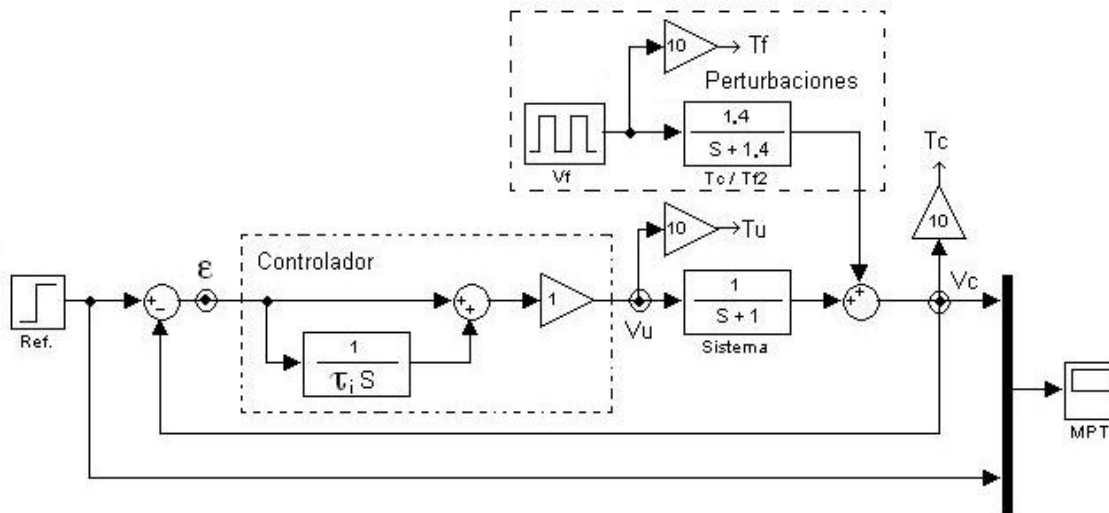 10
Tf
Perturbaciones
Vf
1.4
S + 1.4
Tc / Tf2
Tc
10
10
Tu
Controlador
ε
Ref.
+
−
1
τi S
+
+
1
Vu
1
S + 1
Sistema
+
+
Vc
MPT